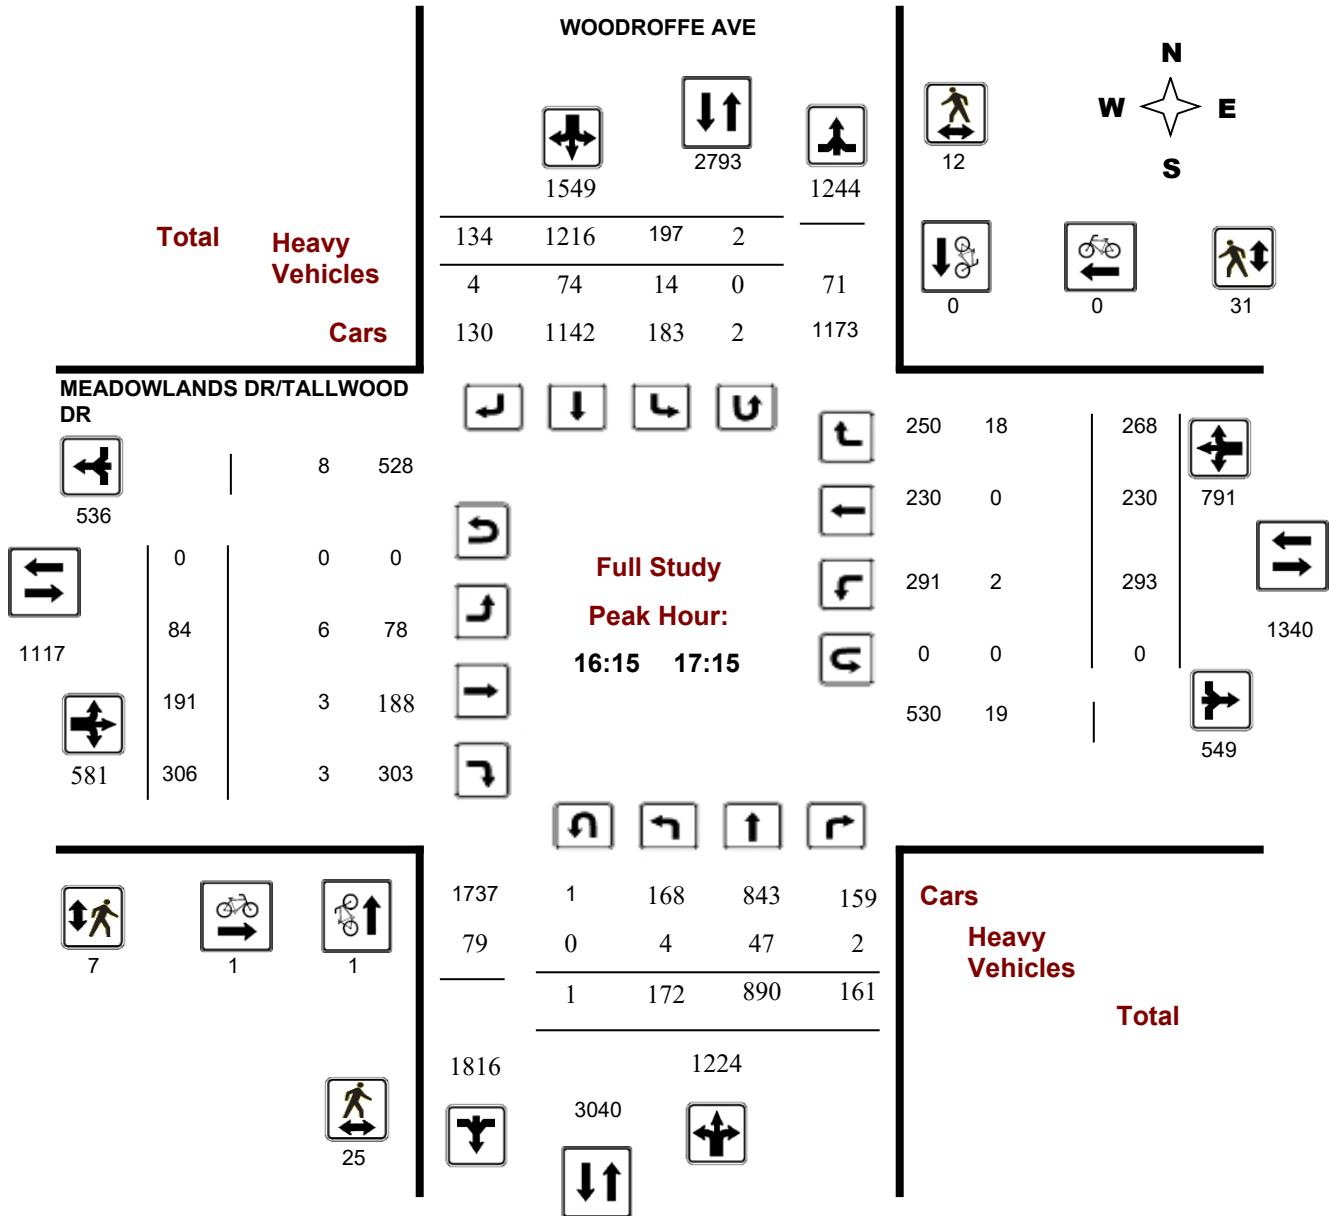 WOODROFFE AVE
N
W E
S
2793
12
1549 1244
Total Heavy Vehicles
134 1216 197 2
4 74 14 0 71
0 0 31
Cars 130 1142 183 2 1173
MEADOWLANDS DR/TALLWOOD
DR
250 18 268
8 528
791
536
230 0 230
0 0 0
Full Study
291 2 293
Peak Hour:
84 6 78
1340
1117
16:15 17:15
0 0 0
191 3 188
530 19
549
581 306 3 303
1737 1 168 843 159 Cars
79 0 4 47 2 Heavy
Vehicles
7 1 1
1 172 890 161
Total
1816 1224
3040
25